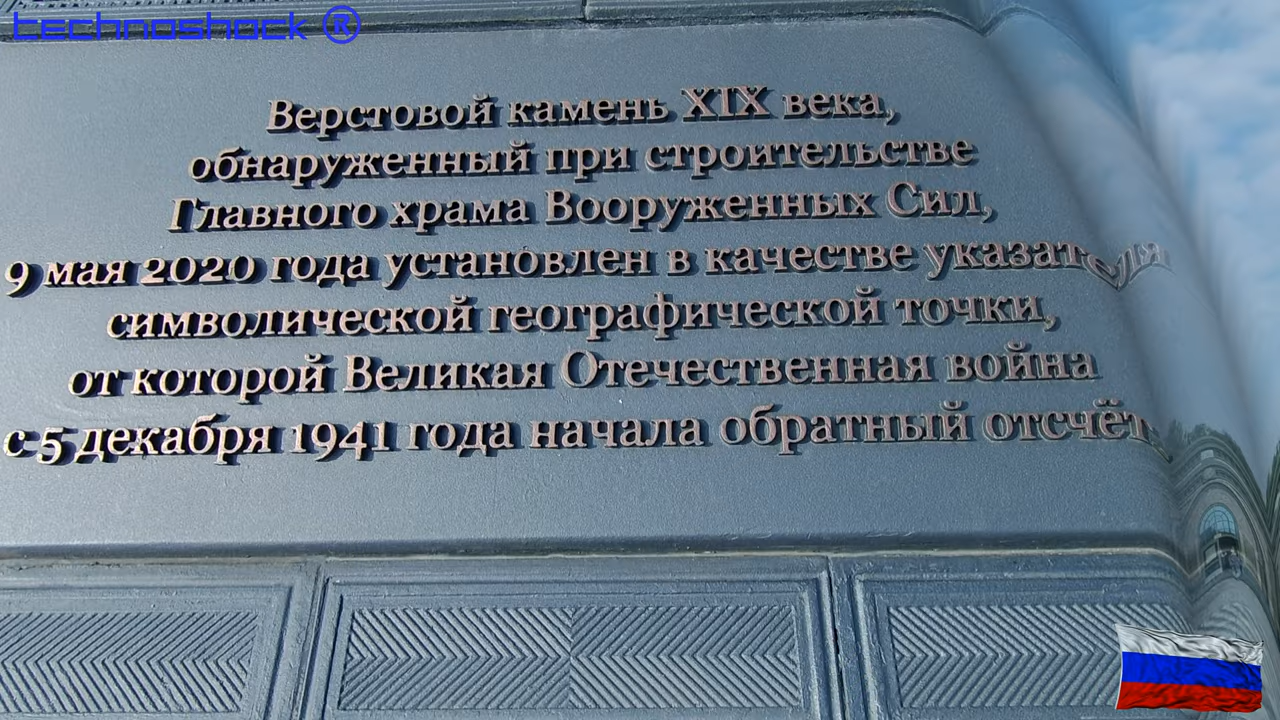 technoshock ®
Верстовой камень XIX века,
обнаруженный при строительстве
Главного храма Вооруженных Сил,
9 мая 2020 года установлен в качестве указателя
символической географической точки,
от которой Великая Отечественная война
с 5 декабря 1941 года начала обратный отсчёт.